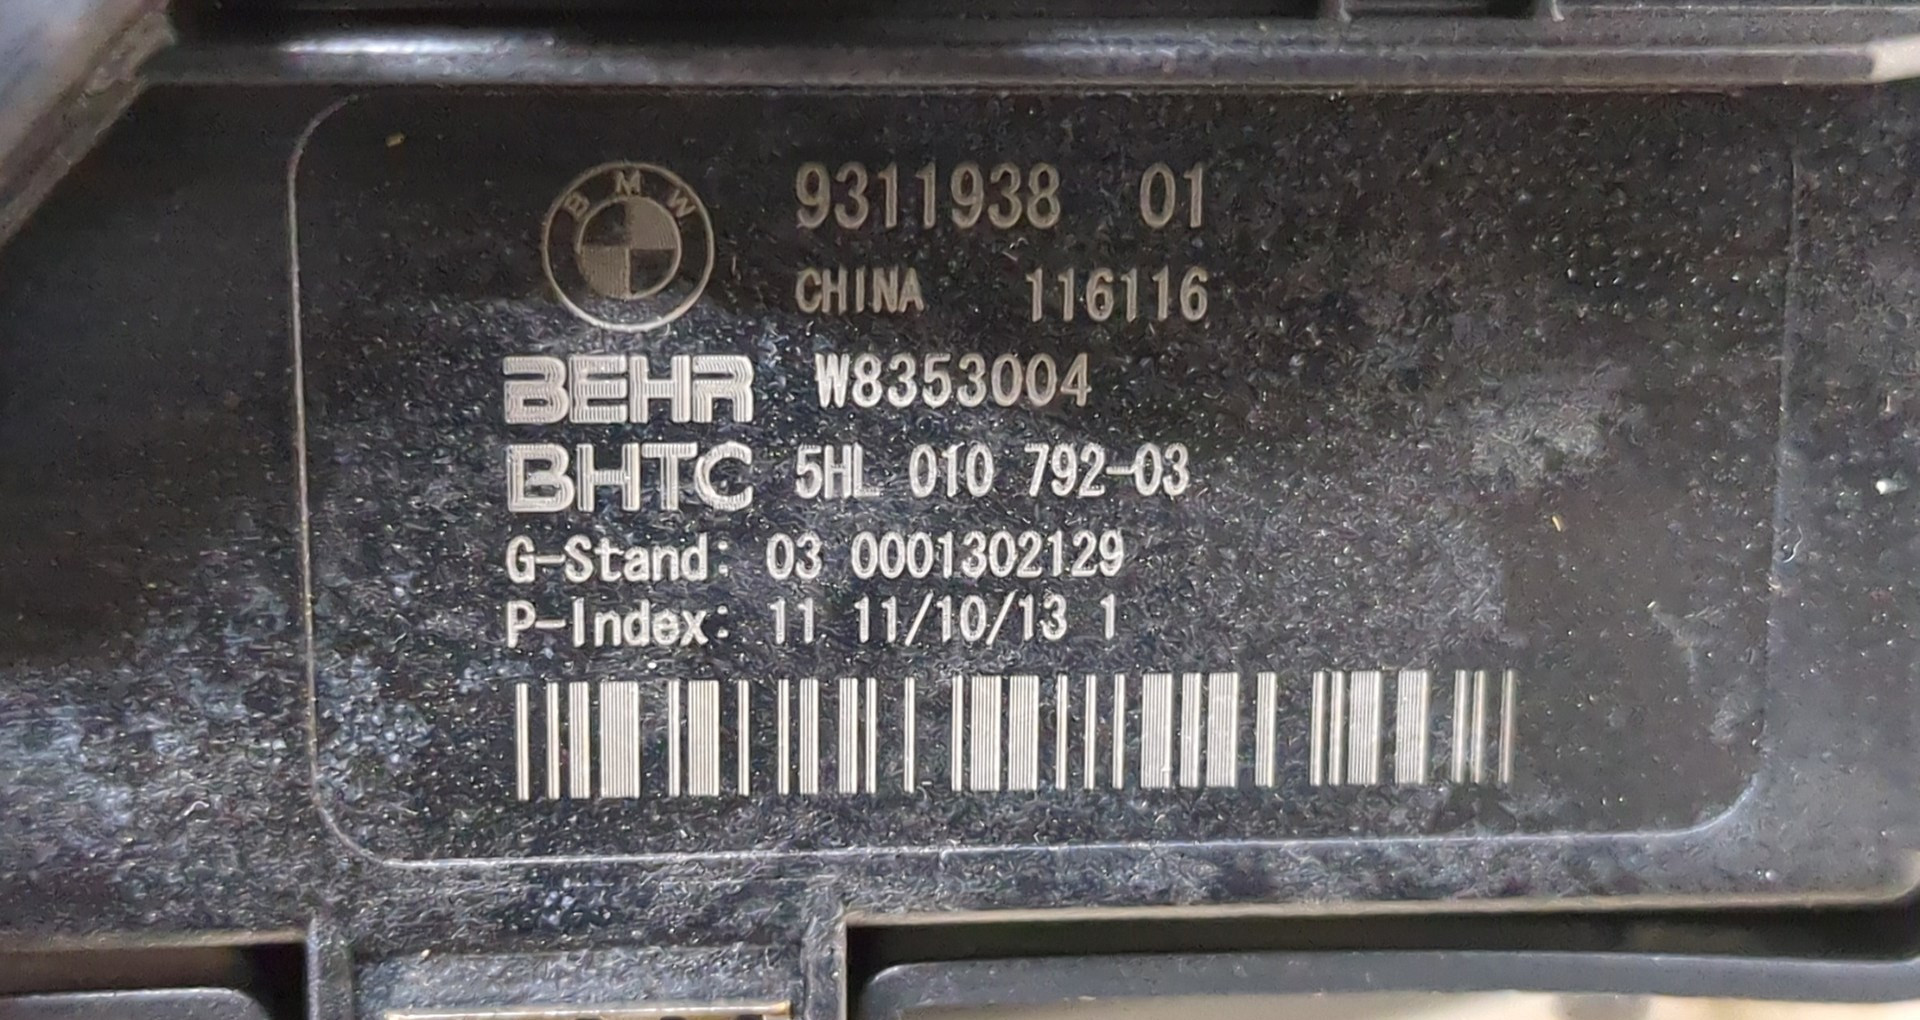 BMW
9311938 01
CHINA 116116
BEHR W8353004
BHTC 5HL 010 792-03
G-Stand: 03 0001302129
P-Index: 11 11/10/13 1